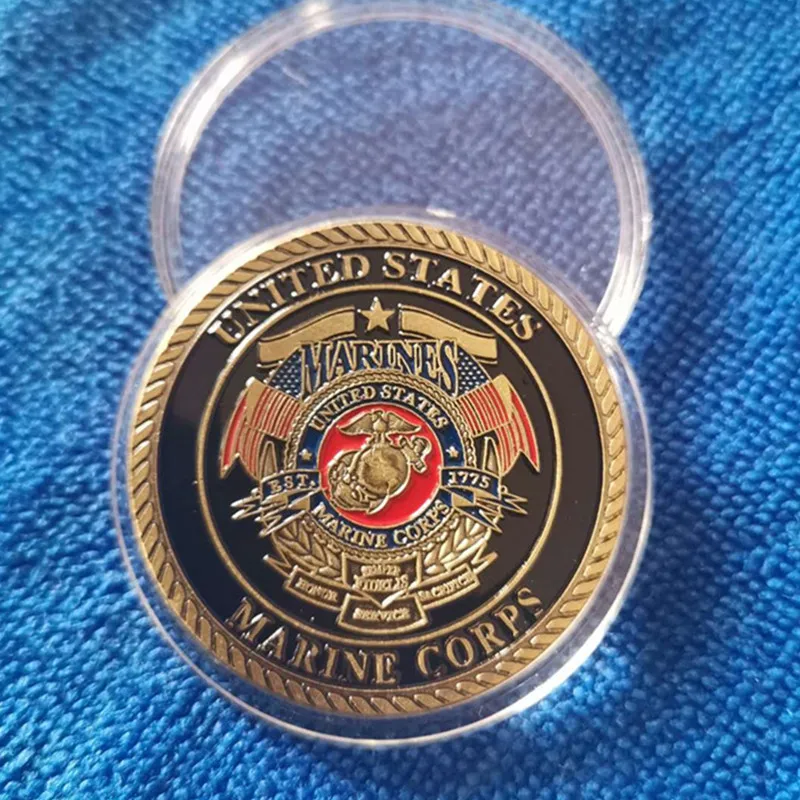 UNITED STATES
MARINES
UNITED STATES
EST. 1775
MARINE CORPS
SEMPER
FIDELIS
HONOR SACRIFICE
SERVICE
MARINE CORPS